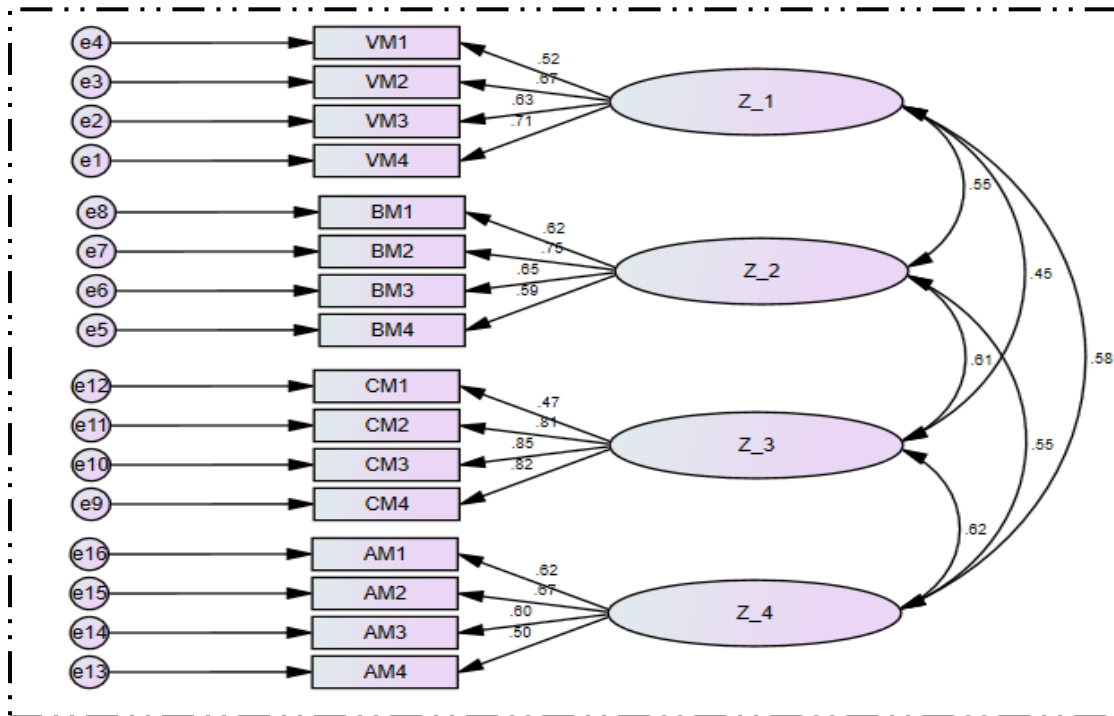 e4 VM1
.52
e3 VM2 .67
Z_1
e2 VM3 .63
.71
e1 VM4
.55
e8 BM1
.62
e7 BM2 .75
Z_2
e6 BM3 .65
.45
.59
e5 BM4
.61
.58
e12 CM1
.47
e11 CM2 .81
Z_3
.55
e10 CM3 .85
.82
e9 CM4
.62
e16 AM1
.62
e15 AM2 .67
Z_4
e14 AM3 .60
.50
e13 AM4